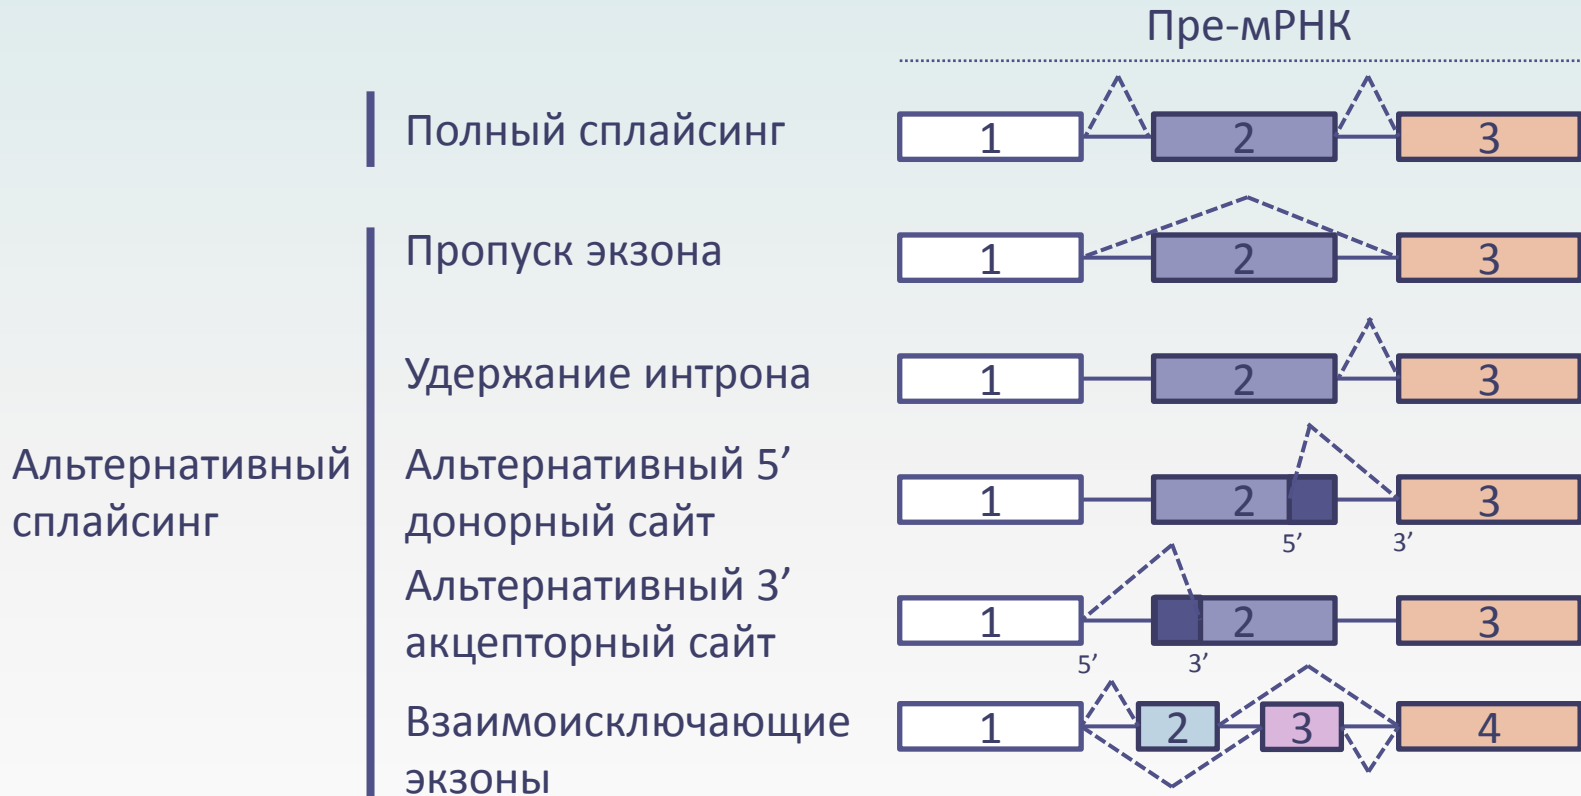 Пре-мРНК
Полный сплайсинг
1 2 3
Пропуск экзона
1 2 3
Удержание интрона
1 2 3
Альтернативный
сплайсинг
Альтернативный 5’
донорный сайт
1 2 3
5’ 3’
Альтернативный 3’
акцепторный сайт
1 2 3
5’ 3’
Взаимоисключающие
экзоны
1 2 3 4